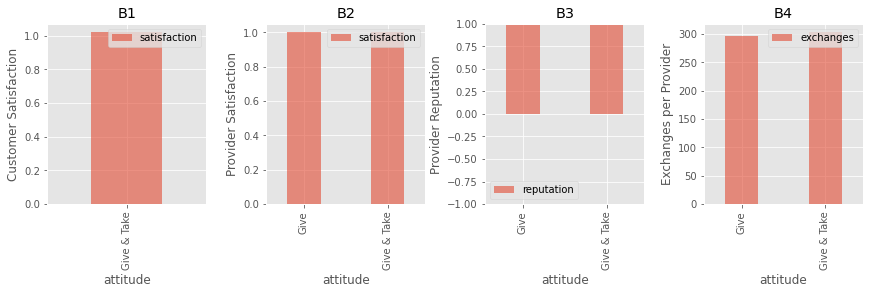 B1
Customer Satisfaction
1.0
0.8
0.6
0.4
0.2
0.0
satisfaction
Give & Take
attitude
B2
Provider Satisfaction
1.0
0.8
0.6
0.4
0.2
0.0
satisfaction
Give
Give & Take
attitude
B3
Provider Reputation
1.00
0.75
0.50
0.25
0.00
−0.25
−0.50
−0.75
−1.00
reputation
Give
Give & Take
attitude
B4
Exchanges per Provider
300
250
200
150
100
50
0
exchanges
Give
Give & Take
attitude